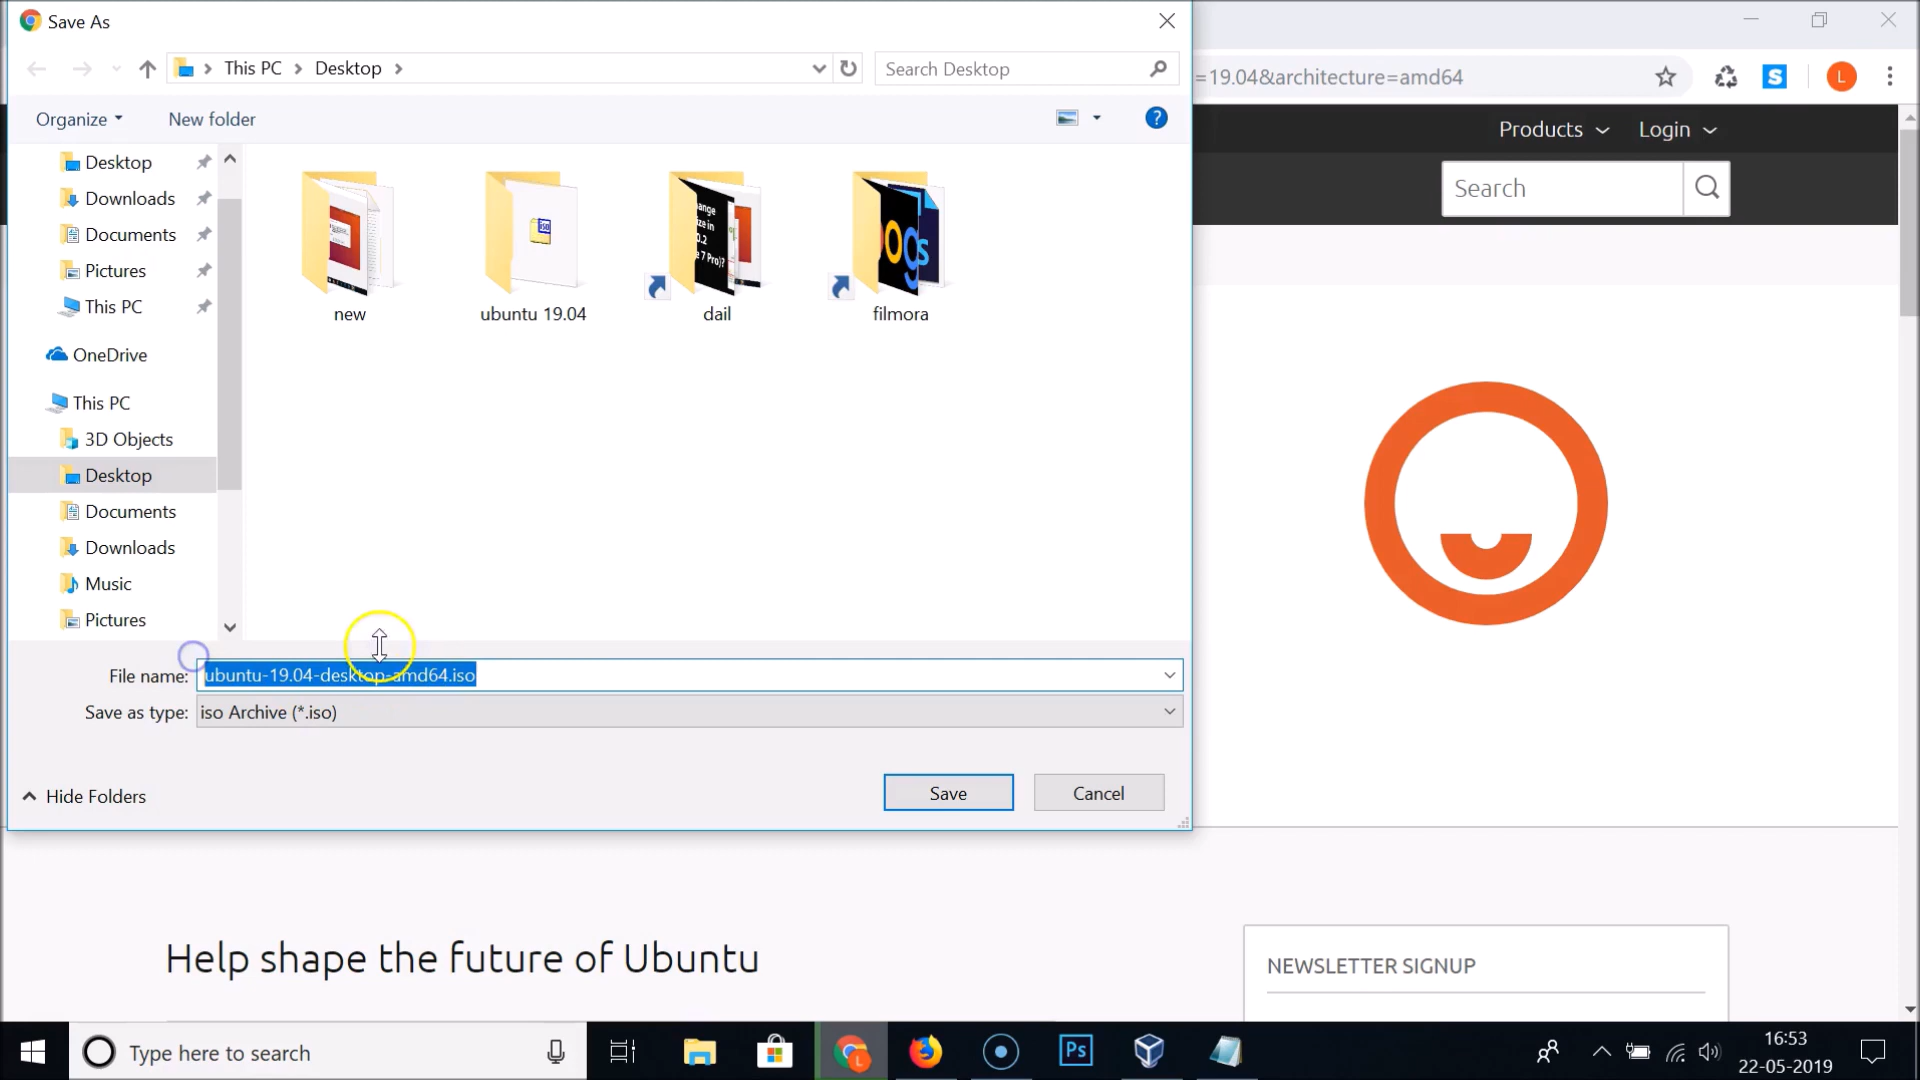 Save As
This PC
Desktop
Search Desktop
=19.04&architecture=amd64
L
Organize
New folder
Products
Login
Search
Desktop
Downloads
Documents
Pictures
This PC
OneDrive
This PC
3D Objects
Desktop
Documents
Downloads
Music
Pictures
new
ubuntu 19.04
dail
filmora
File name:
ubuntu-19.04-desktop-amd64.iso
Save as type:
iso Archive (*.iso)
Hide Folders
Save
Cancel
Help shape the future of Ubuntu
NEWSLETTER SIGNUP
Type here to search
L
Ps
16:53
22-05-2019